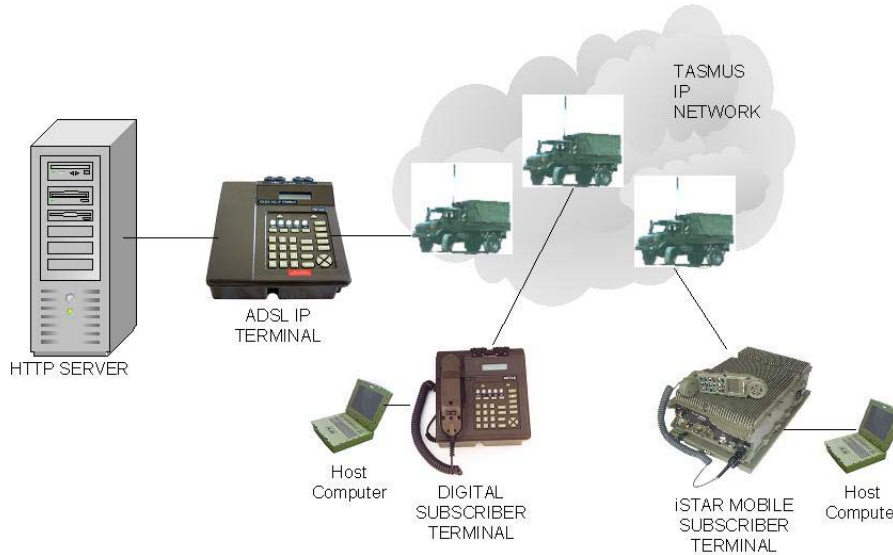 TASMUS
IP
NETWORK
ADSL IP
TERMINAL
HTTP SERVER
Host
Computer
DIGITAL
SUBSCRIBER
TERMINAL
iSTAR MOBILE
SUBSCRIBER
TERMINAL
Host
Compute